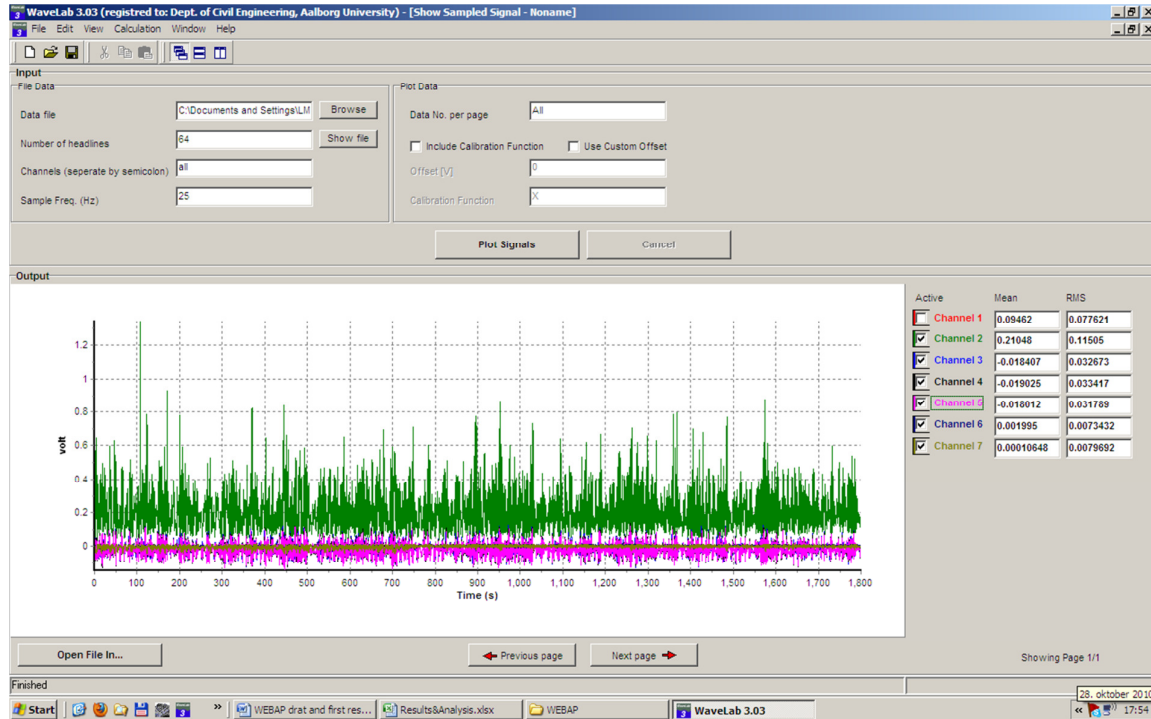 WaveLab 3.03 (registred to: Dept. of Civil Engineering, Aalborg University) - [Show Sampled Signal - Noname]
File Edit View Calculation Window Help
Input
File Data
Data file C:\Documents and Settings\LM Browse
Number of headlines 64 Show file
Channels (seperate by semicolon) all
Sample Freq. (Hz) 25
Plot Data
Data No. per page All
Include Calibration Function Use Custom Offset
Offset [V] 0
Calibration Function X
Plot Signals Cancel
Output
volt
1.2
1
0.8
0.6
0.4
0.2
0
0 100 200 300 400 500 600 700 800 900 1,000 1,100 1,200 1,300 1,400 1,500 1,600 1,700 1,800
Time (s)
Active Mean RMS
Channel 1 0.09462 0.077621
Channel 2 0.21048 0.11505
Channel 3 -0.018407 0.032673
Channel 4 -0.019025 0.033417
Channel 5 -0.018012 0.031789
Channel 6 0.001995 0.0073432
Channel 7 0.00010648 0.0079692
Open File In... Previous page Next page Showing Page 1/1
Finished
28. oktober 2010
Start » WEBAP drat and first res... Results&Analysis.xlsx WEBAP WaveLab 3.03 « 17:54